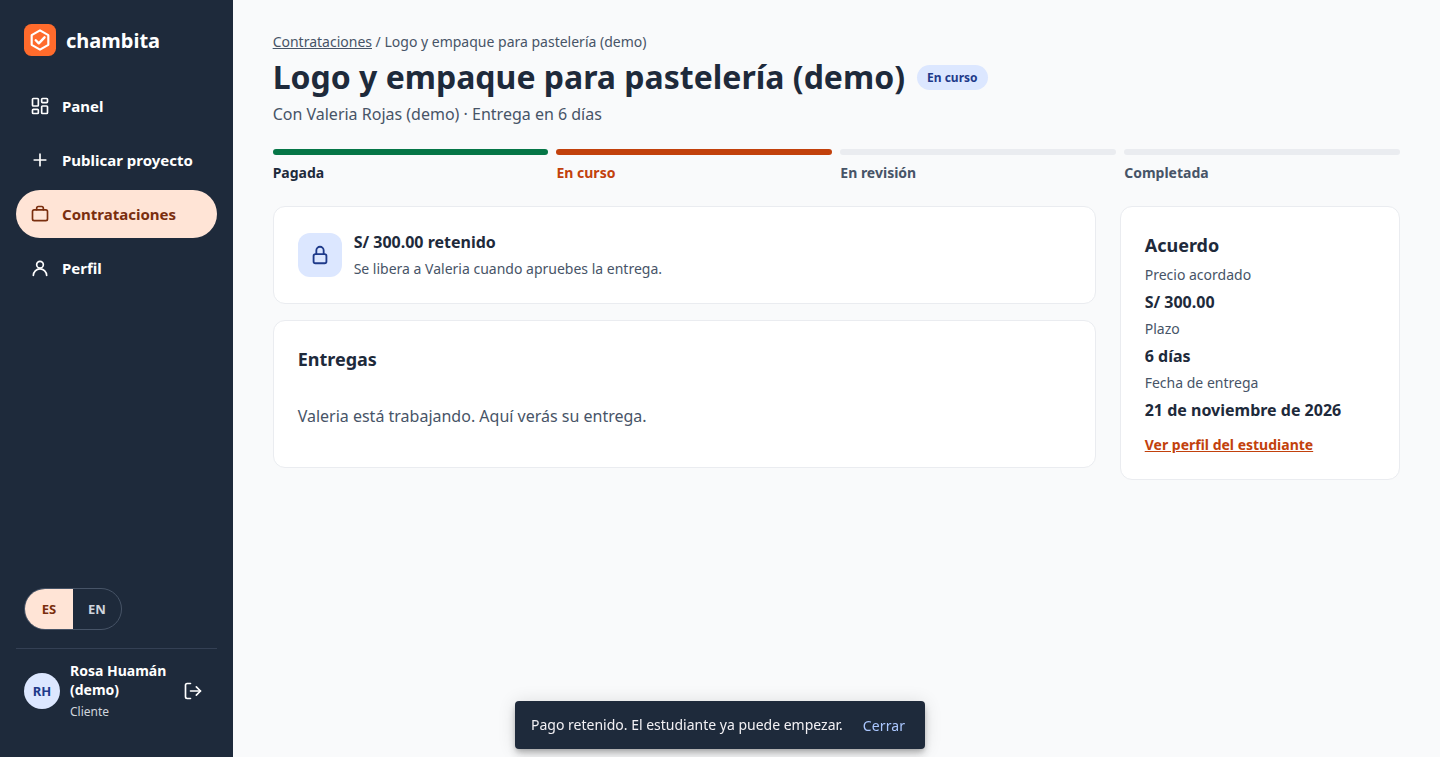 chambita
Panel
Publicar proyecto
Contrataciones
Perfil
ES EN
RH
Rosa Huamán
(demo)
Cliente
Contrataciones / Logo y empaque para pastelería (demo)
Logo y empaque para pastelería (demo) En curso
Con Valeria Rojas (demo) · Entrega en 6 días
Pagada En curso En revisión Completada
S/ 300.00 retenido
Se libera a Valeria cuando apruebes la entrega.
Entregas
Valeria está trabajando. Aquí verás su entrega.
Acuerdo
Precio acordado
S/ 300.00
Plazo
6 días
Fecha de entrega
21 de noviembre de 2026
Ver perfil del estudiante
Pago retenido. El estudiante ya puede empezar. Cerrar